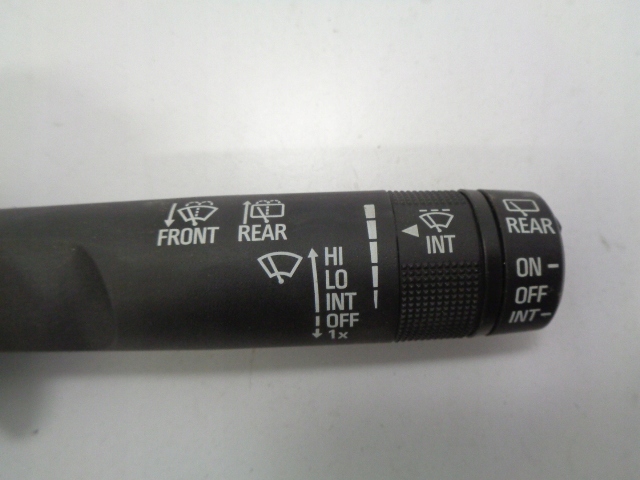 FRONT
REAR
HI
LO
INT
OFF
1x
INT
REAR
ON
OFF
INT